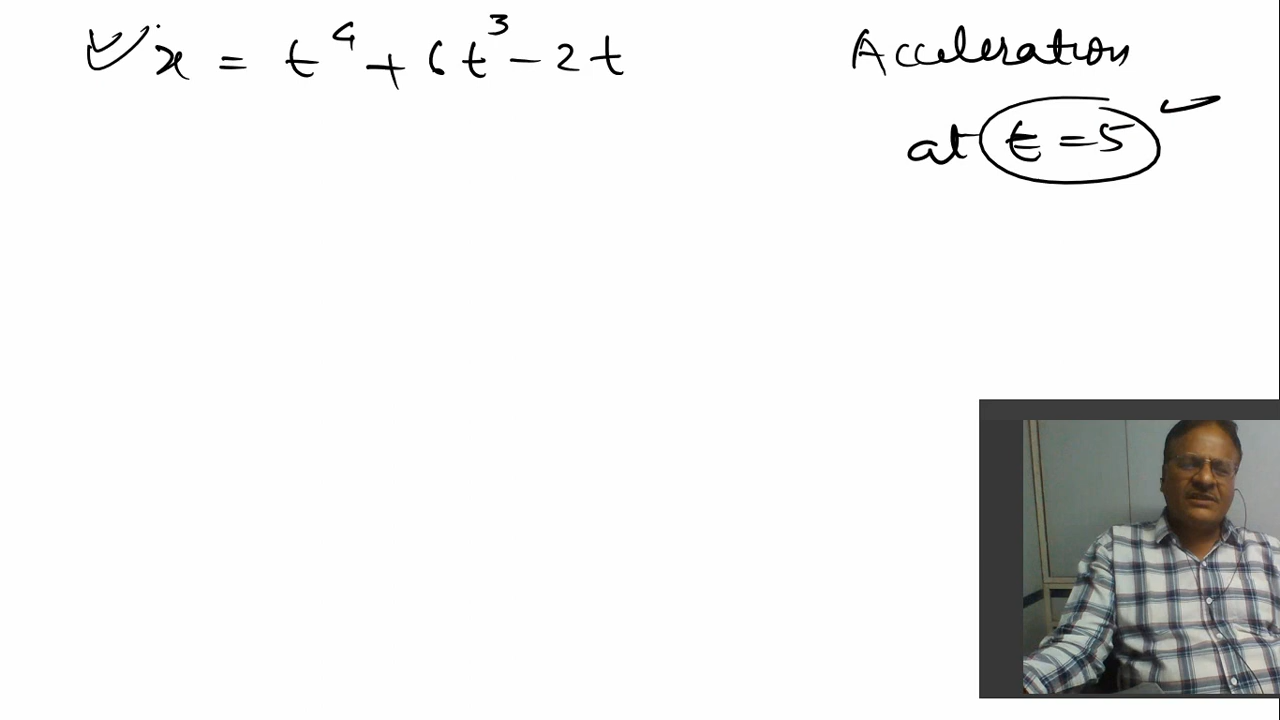 x = t⁴ + 6t³ - 2t
Acceleration
at t = 5